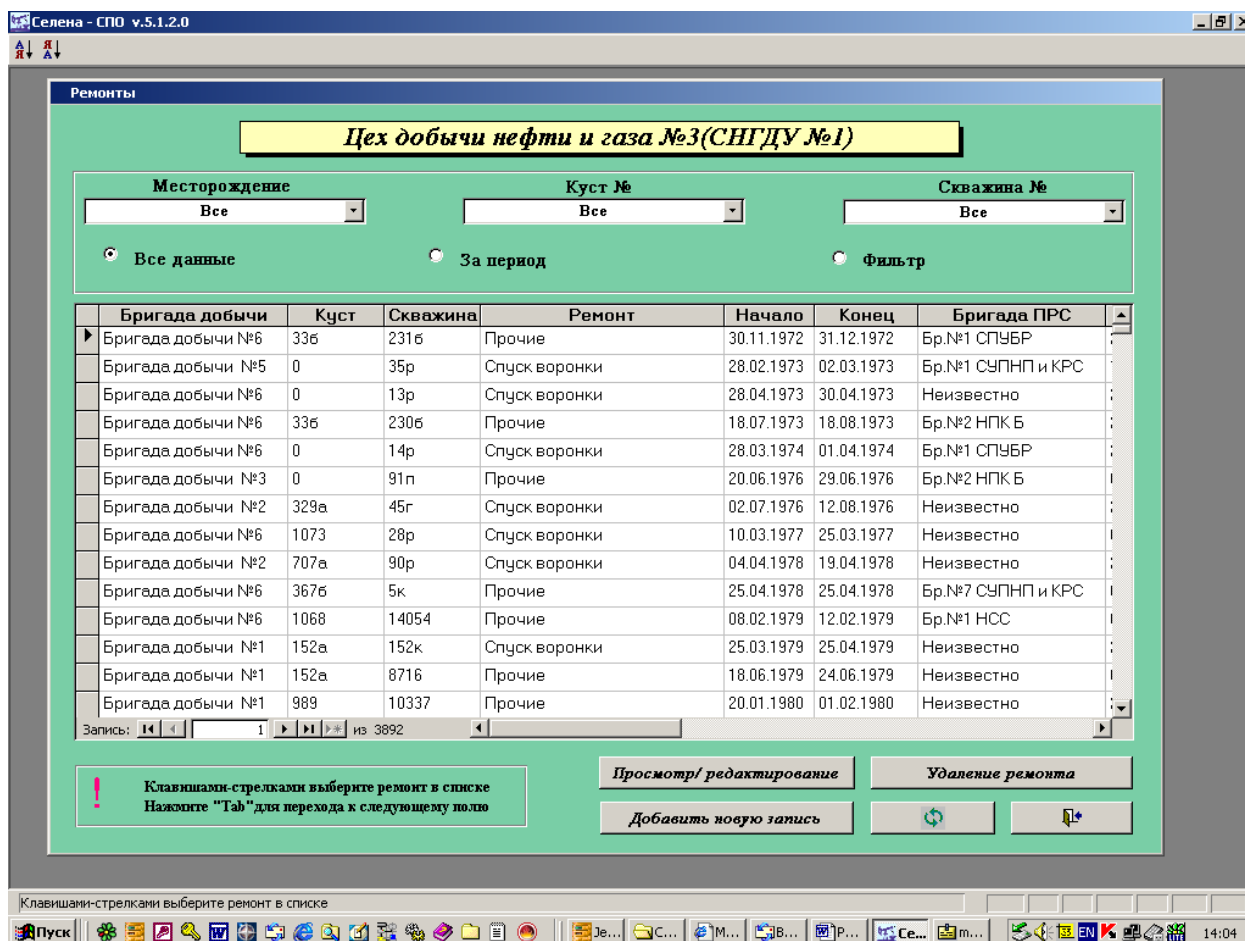 Селена - СПО v.5.1.2.0
Ремонты
Цех добычи нефти и газа №3(СНГДУ №1)
Месторождение Куст № Скважина №
Все Все Все
Все данные За период Фильтр
Бригада добычи Куст Скважина Ремонт Начало Конец Бригада ПРС
Бригада добычи №6 33б 231б Прочие 30.11.1972 31.12.1972 Бр.№1 СПУБР
Бригада добычи №5 0 35р Спуск воронки 28.02.1973 02.03.1973 Бр.№1 СУПНП и КРС
Бригада добычи №6 0 13р Спуск воронки 28.04.1973 30.04.1973 Неизвестно
Бригада добычи №6 33б 230б Прочие 18.07.1973 18.08.1973 Бр.№2 НПК Б
Бригада добычи №6 0 14р Спуск воронки 28.03.1974 01.04.1974 Бр.№1 СПУБР
Бригада добычи №3 0 91п Прочие 20.06.1976 29.06.1976 Бр.№2 НПК Б
Бригада добычи №2 329а 45г Спуск воронки 02.07.1976 12.08.1976 Неизвестно
Бригада добычи №6 1073 28р Спуск воронки 10.03.1977 25.03.1977 Неизвестно
Бригада добычи №2 707а 90р Спуск воронки 04.04.1978 19.04.1978 Неизвестно
Бригада добычи №6 367б 5к Прочие 25.04.1978 25.04.1978 Бр.№7 СУПНП и КРС
Бригада добычи №6 1068 14054 Прочие 08.02.1979 12.02.1979 Бр.№1 НСС
Бригада добычи №1 152а 152к Спуск воронки 25.03.1979 25.04.1979 Неизвестно
Бригада добычи №1 152а 8716 Прочие 18.06.1979 24.06.1979 Неизвестно
Бригада добычи №1 989 10337 Прочие 20.01.1980 01.02.1980 Неизвестно
Запись: 1 из 3892
Клавишами-стрелками выберите ремонт в списке
Нажмите "Tab"для перехода к следующему полю
Просмотр/ редактирование Удаление ремонта
Добавить новую запись
Клавишами-стрелками выберите ремонт в списке
Пуск Je... С... М... В... Р... Се... m... EN 14:04